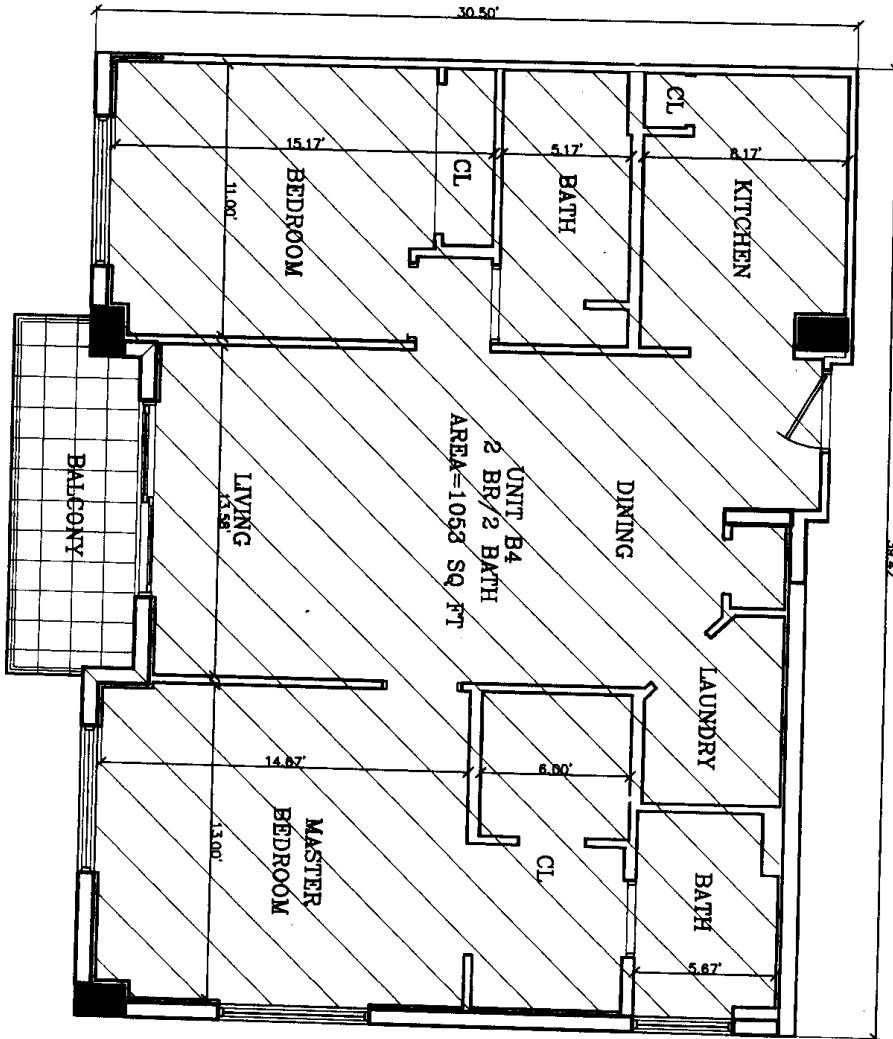 30.50'
CL
15.17'
CL
5.17'
8.17'
BEDROOM
11.00'
BATH
KITCHEN
UNIT B4
2 BR/2 BATH
AREA=1053 SQ FT
DINING
LIVING
13.58'
BALCONY
LAUNDRY
14.67'
6.00'
13.00'
MASTER
BEDROOM
CL
BATH
5.67'